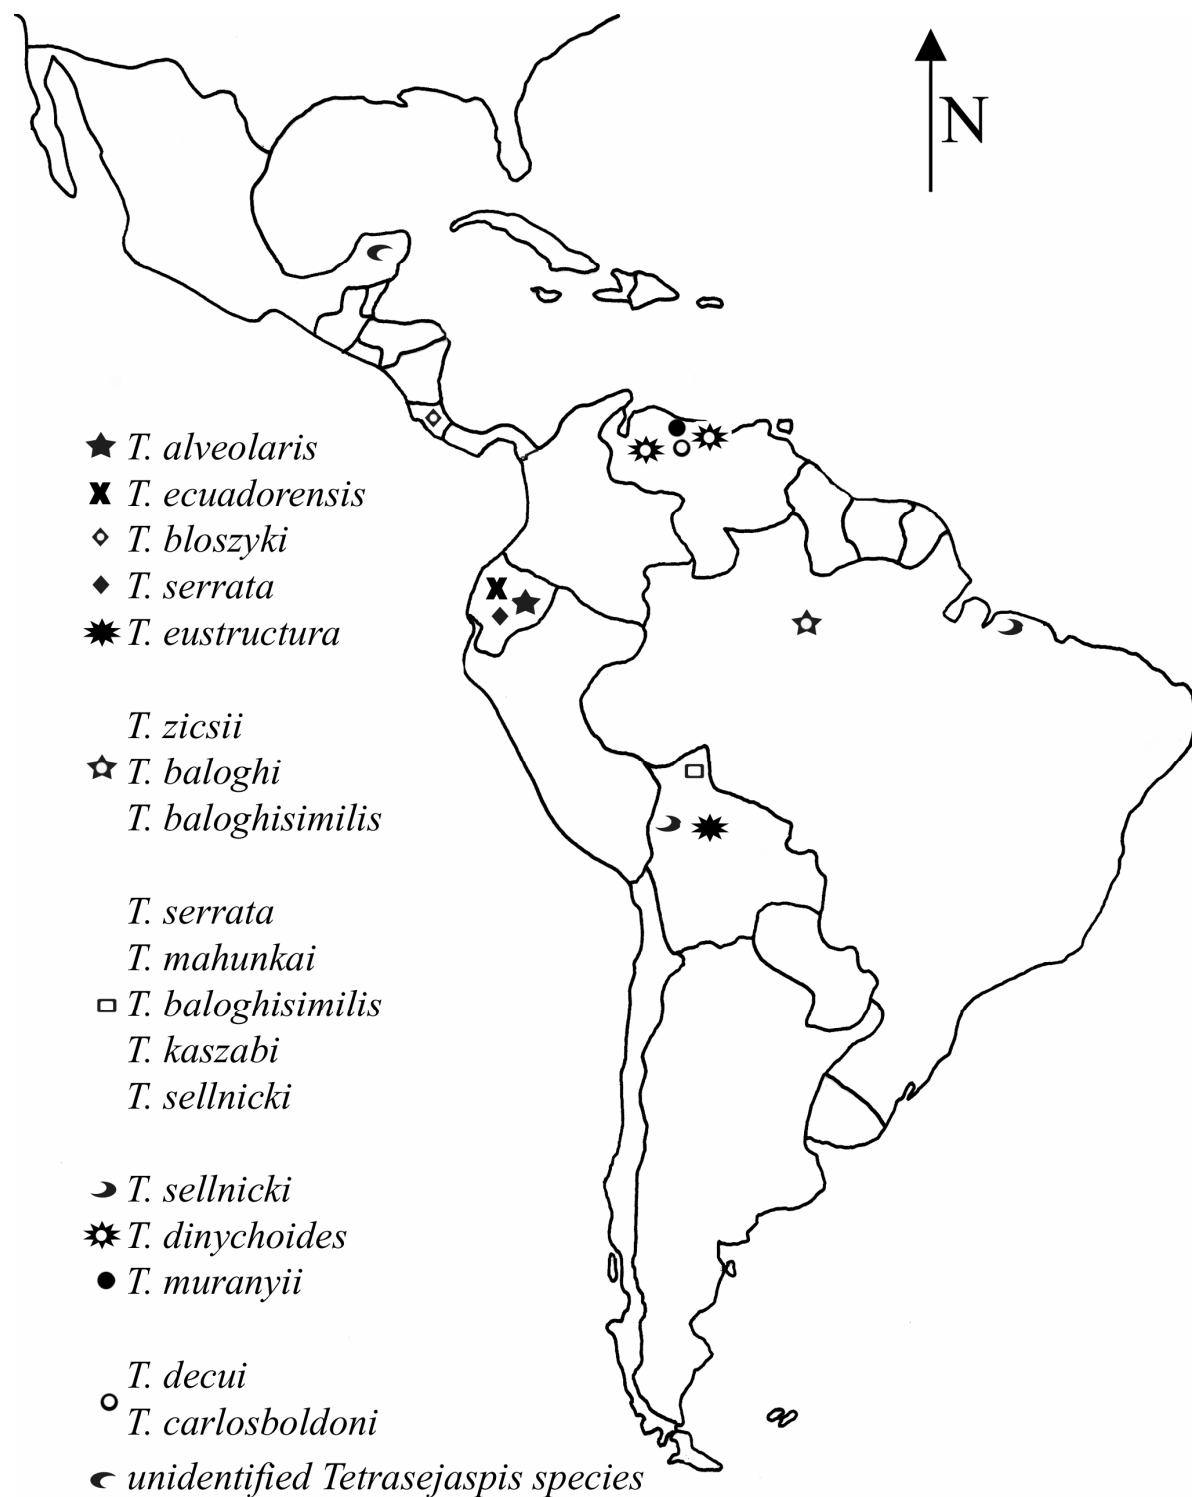 N
T. alveolaris
T. ecuadorensis
T. bloszyki
T. serrata
T. eustructura
T. zicsii
T. baloghi
T. baloghisimilis
T. serrata
T. mahunkai
T. baloghisimilis
T. kaszabi
T. sellnicki
T. sellnicki
T. dinychoides
T. muranyii
T. decui
T. carlosboldoni
unidentified Tetrasejaspis species